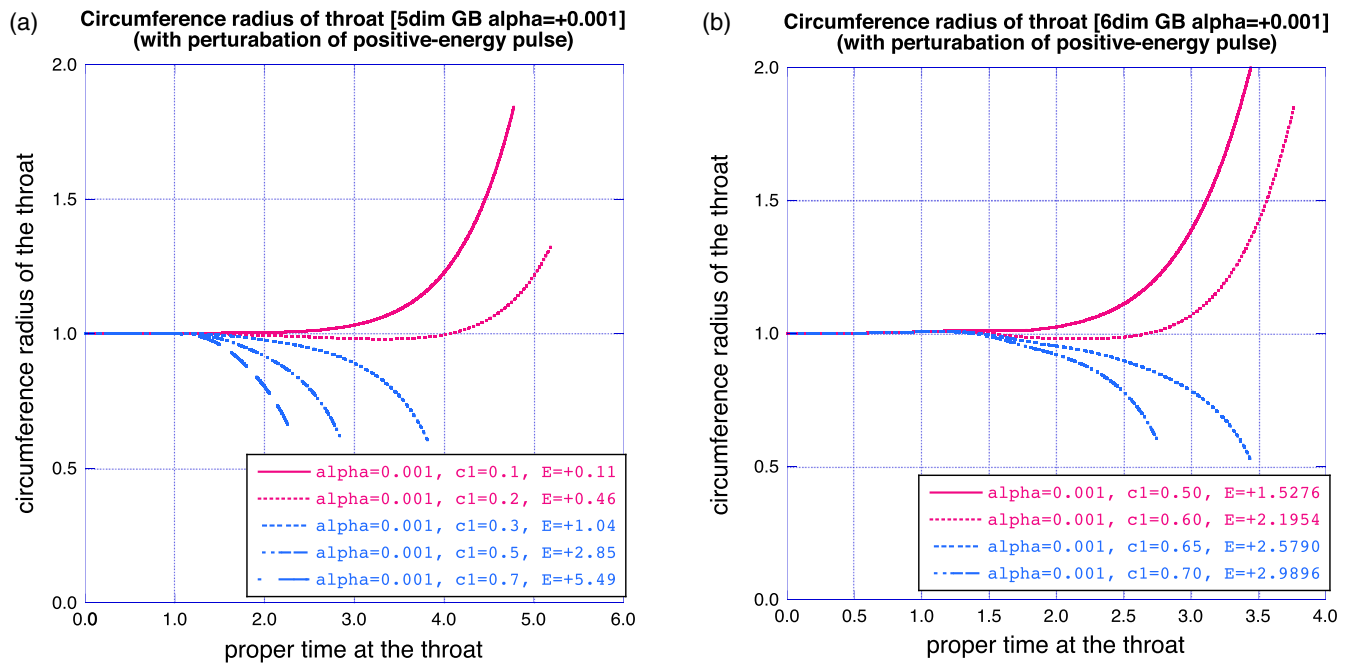 (a)
Circumference radius of throat [5dim GB alpha=+0.001]
(with perturabation of positive-energy pulse)
circumference radius of the throat
2.0
1.5
1.0
0.5
0.0
alpha=0.001, c1=0.1, E=+0.11
alpha=0.001, c1=0.2, E=+0.46
alpha=0.001, c1=0.3, E=+1.04
alpha=0.001, c1=0.5, E=+2.85
alpha=0.001, c1=0.7, E=+5.49
0.0 1.0 2.0 3.0 4.0 5.0 6.0
proper time at the throat
(b)
Circumference radius of throat [6dim GB alpha=+0.001]
(with perturabation of positive-energy pulse)
circumference radius of the throat
2.0
1.5
1.0
0.5
0.0
alpha=0.001, c1=0.50, E=+1.5276
alpha=0.001, c1=0.60, E=+2.1954
alpha=0.001, c1=0.65, E=+2.5790
alpha=0.001, c1=0.70, E=+2.9896
0.0 0.5 1.0 1.5 2.0 2.5 3.0 3.5 4.0
proper time at the throat